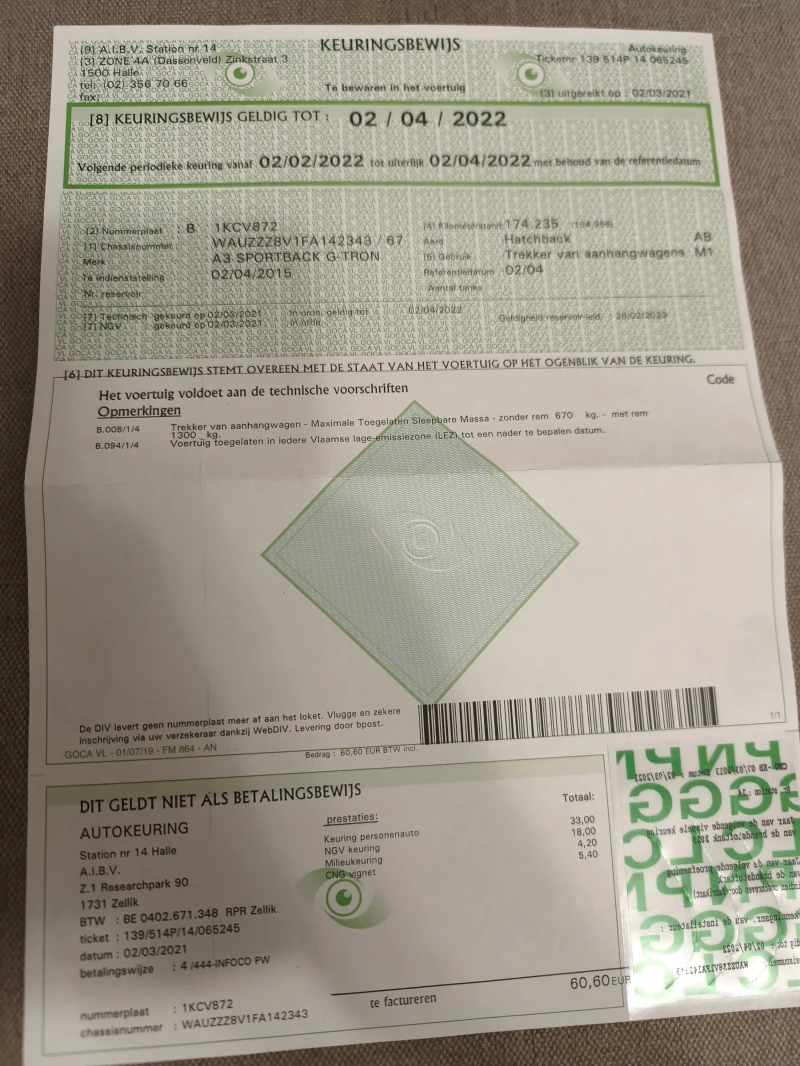 (9) A.I.B.V. Station nr 14
(3) ZONE 4A (Dassenveld) Zinkstraat 3
1500 Halle
tel: (02) 356 70 66
fax:
KEURINGSBEWIJS
Te bewaren in het voertuig
Autokeuring
Ticketnr 139 514P 14 065245
(3) uitgereikt op : 02/03/2021
[8] KEURINGSBEWIJS GELDIG TOT : 02 / 04 / 2022
Volgende periodieke keuring vanaf 02/02/2022 tot uiterlijk 02/04/2022 met behoud van de referentiedatum
(2) Nummerplaat : B 1KCV872
(1) Chassisnummer : WAUZZZ8V1FA142343 / 67
Merk A3 SPORTBACK G-TRON
1e indienststelling 02/04/2015
Nr. reservoir
(4) Kilometerstand: 174.235
Aard : Hatchback AB
(5) Gebruik : Trekker van aanhangwagens M1
Referentiedatum : 02/04
Aantal tanks
(7) Technisch : gekeurd op 02/03/2021 In orde, geldig tot 02/04/2022
(7) NGV : gekeurd op 02/03/2021 In orde
Geldigheid reservoir-leid. : 28/02/2023
[6] DIT KEURINGSBEWIJS STEMT OVEREEN MET DE STAAT VAN HET VOERTUIG OP HET OGENBLIK VAN DE KEURING.
Het voertuig voldoet aan de technische voorschriften
Code
Opmerkingen
B.008/1/4 Trekker van aanhangwagen - Maximale Toegelaten Sleepbare Massa - zonder rem 670 kg. - met rem
1300 kg.
B.094/1/4 Voertuig toegelaten in iedere Vlaamse lage-emissiezone (LEZ) tot een nader te bepalen datum.
De DIV levert geen nummerplaat meer af aan het loket. Vlugge en zekere
inschrijving via uw verzekeraar dankzij WebDIV. Levering door bpost.
1/1
GOCA VL - 01/07/19 - FM 864 - AN
Bedrag : 60,60 EUR BTW incl.
DIT GELDT NIET ALS BETALINGSBEWIJS
AUTOKEURING
Station nr 14 Halle
A.I.B.V.
Z.1 Researchpark 90
1731 Zellik
BTW : BE 0402.671.348 RPR Zellik
ticket : 139/514P/14/065245
datum : 02/03/2021
betalingswijze : 4 /444-INFOCO PW
nummerplaat : 1KCV872
chassisnummer : WAUZZZ8V1FA142343
prestaties: Totaal:
Keuring personenauto 33,00
NGV keuring 18,00
Milieukeuring 4,20
CNG vignet 5,40
te factureren 60,60EUR